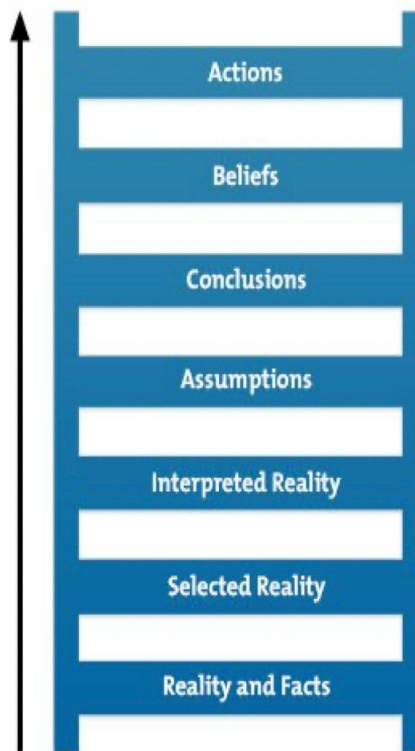 Actions
Beliefs
Conclusions
Assumptions
Interpreted Reality
Selected Reality
Reality and Facts